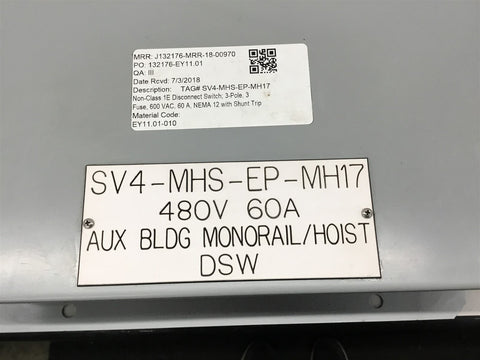 MRR: J132176-MRR-18-00970
PO: 132176-EY11.01
QA: III
Date Rcvd: 7/3/2018
Description: TAG# SV4-MHS-EP-MH17
Non-Class 1E Disconnect Switch; 3-Pole, 3
Fuse, 600 VAC, 60 A, NEMA 12 with Shunt Trip
Material Code:
EY11.01-010
SV4-MHS-EP-MH17
480V 60A
AUX BLDG MONORAIL/HOIST
DSW